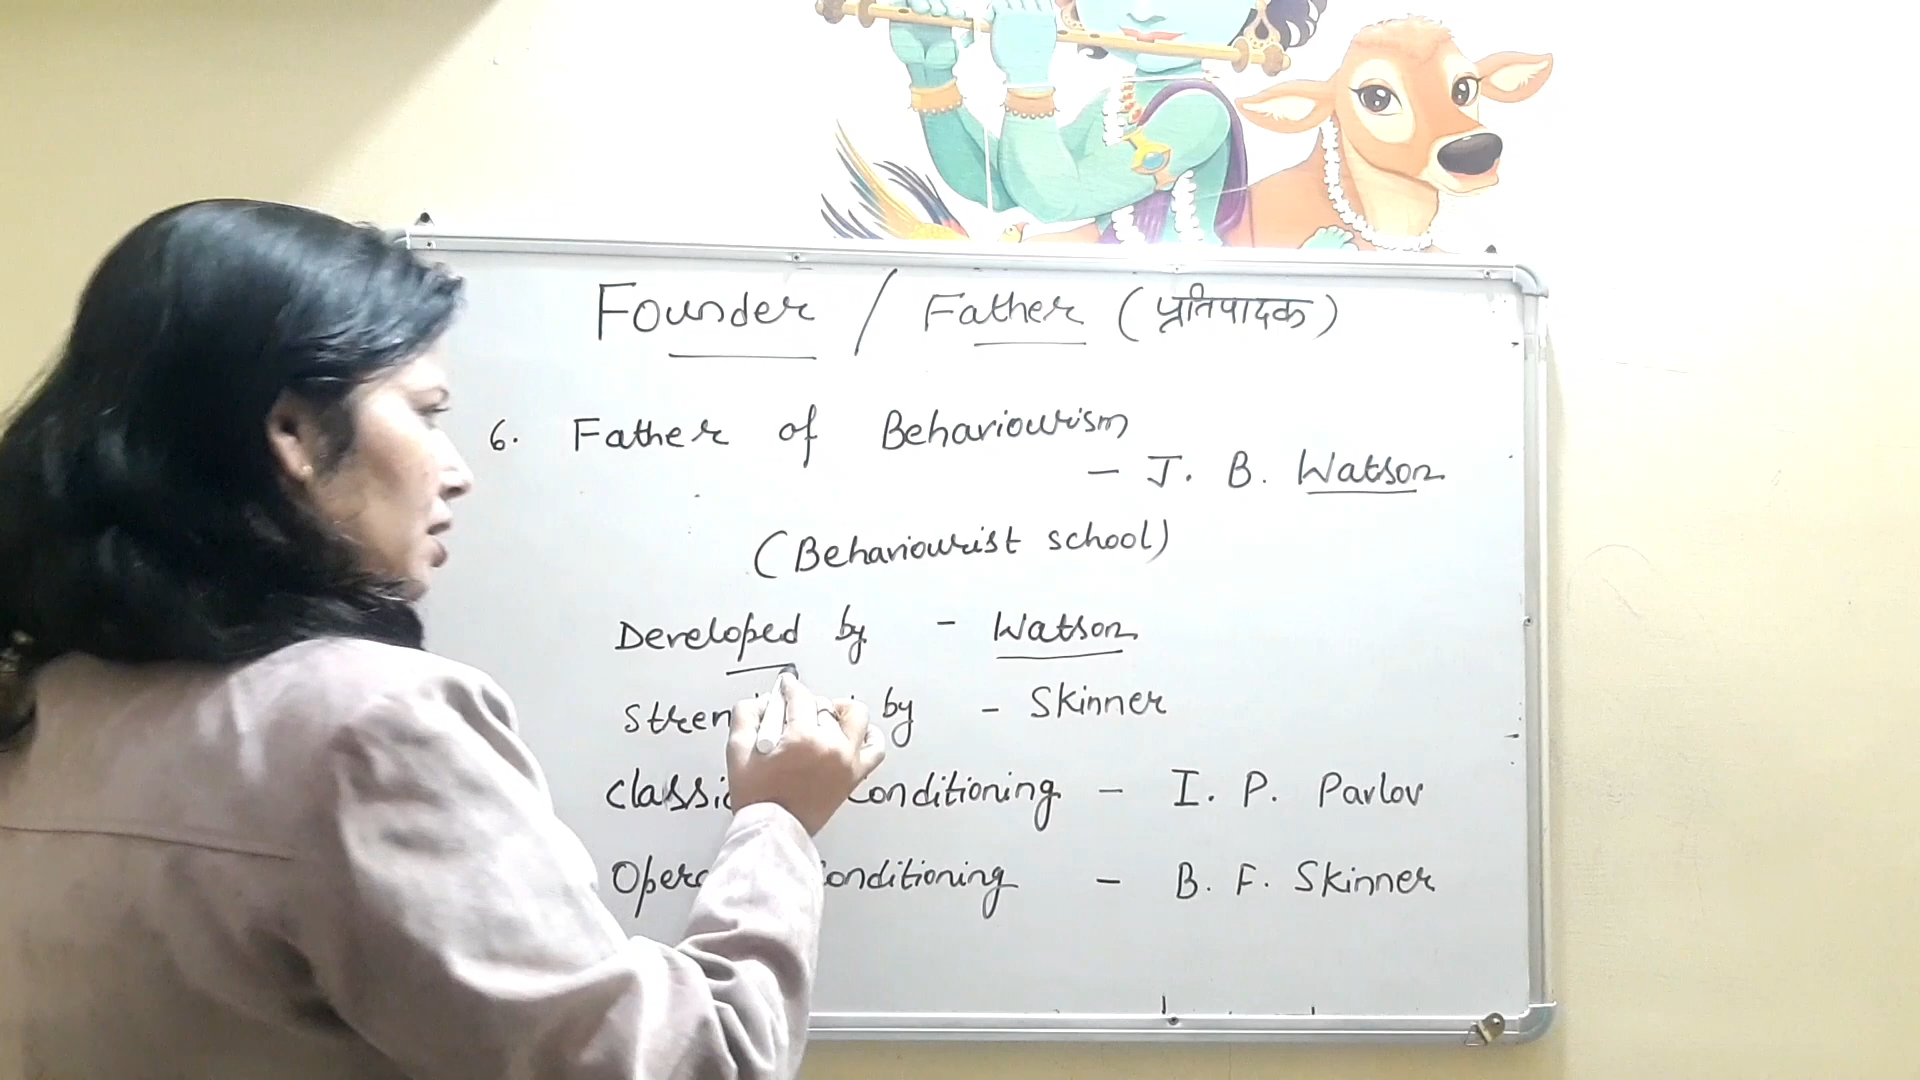 Founder / Father (प्रतिपादक)
6. Father of Behaviourism
- J. B. Watson
(Behaviourist school)
Developed by - Watson
by - Skinner
Conditioning - I. P. Pavlov
Conditioning - B. F. Skinner